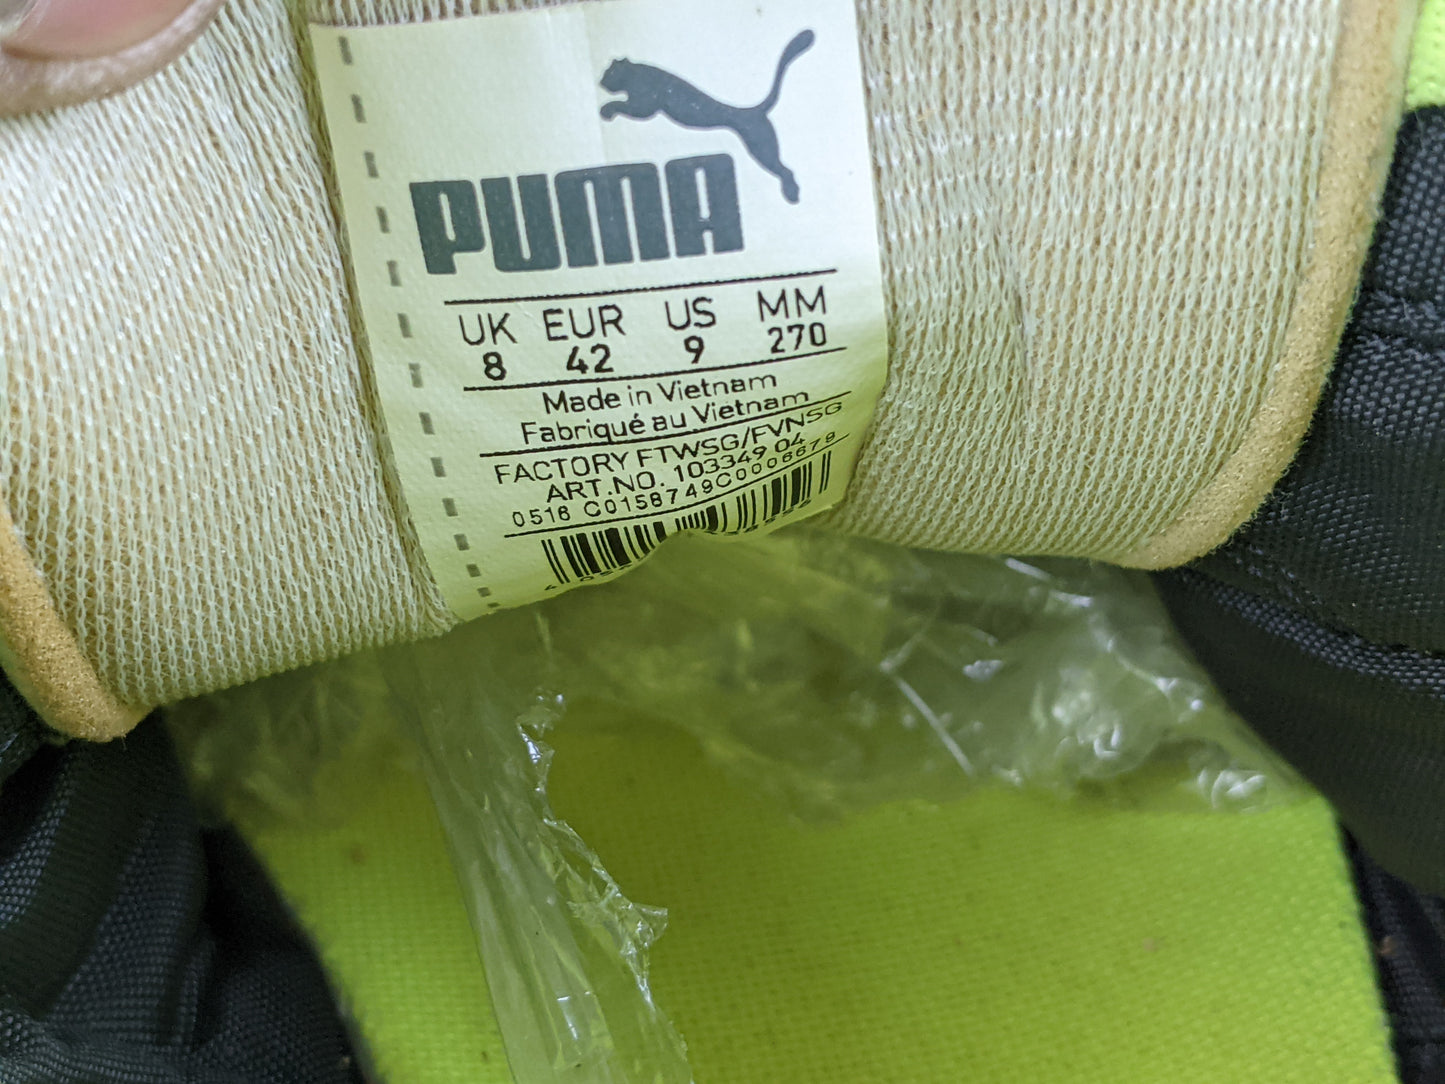 PUMA
UK EUR US MM
8 42 9 270
Made in Vietnam
Fabriqué au Vietnam
FACTORY FTWSG/FVNSG
ART.NO. 103349 04
0516 C0158749C0006679